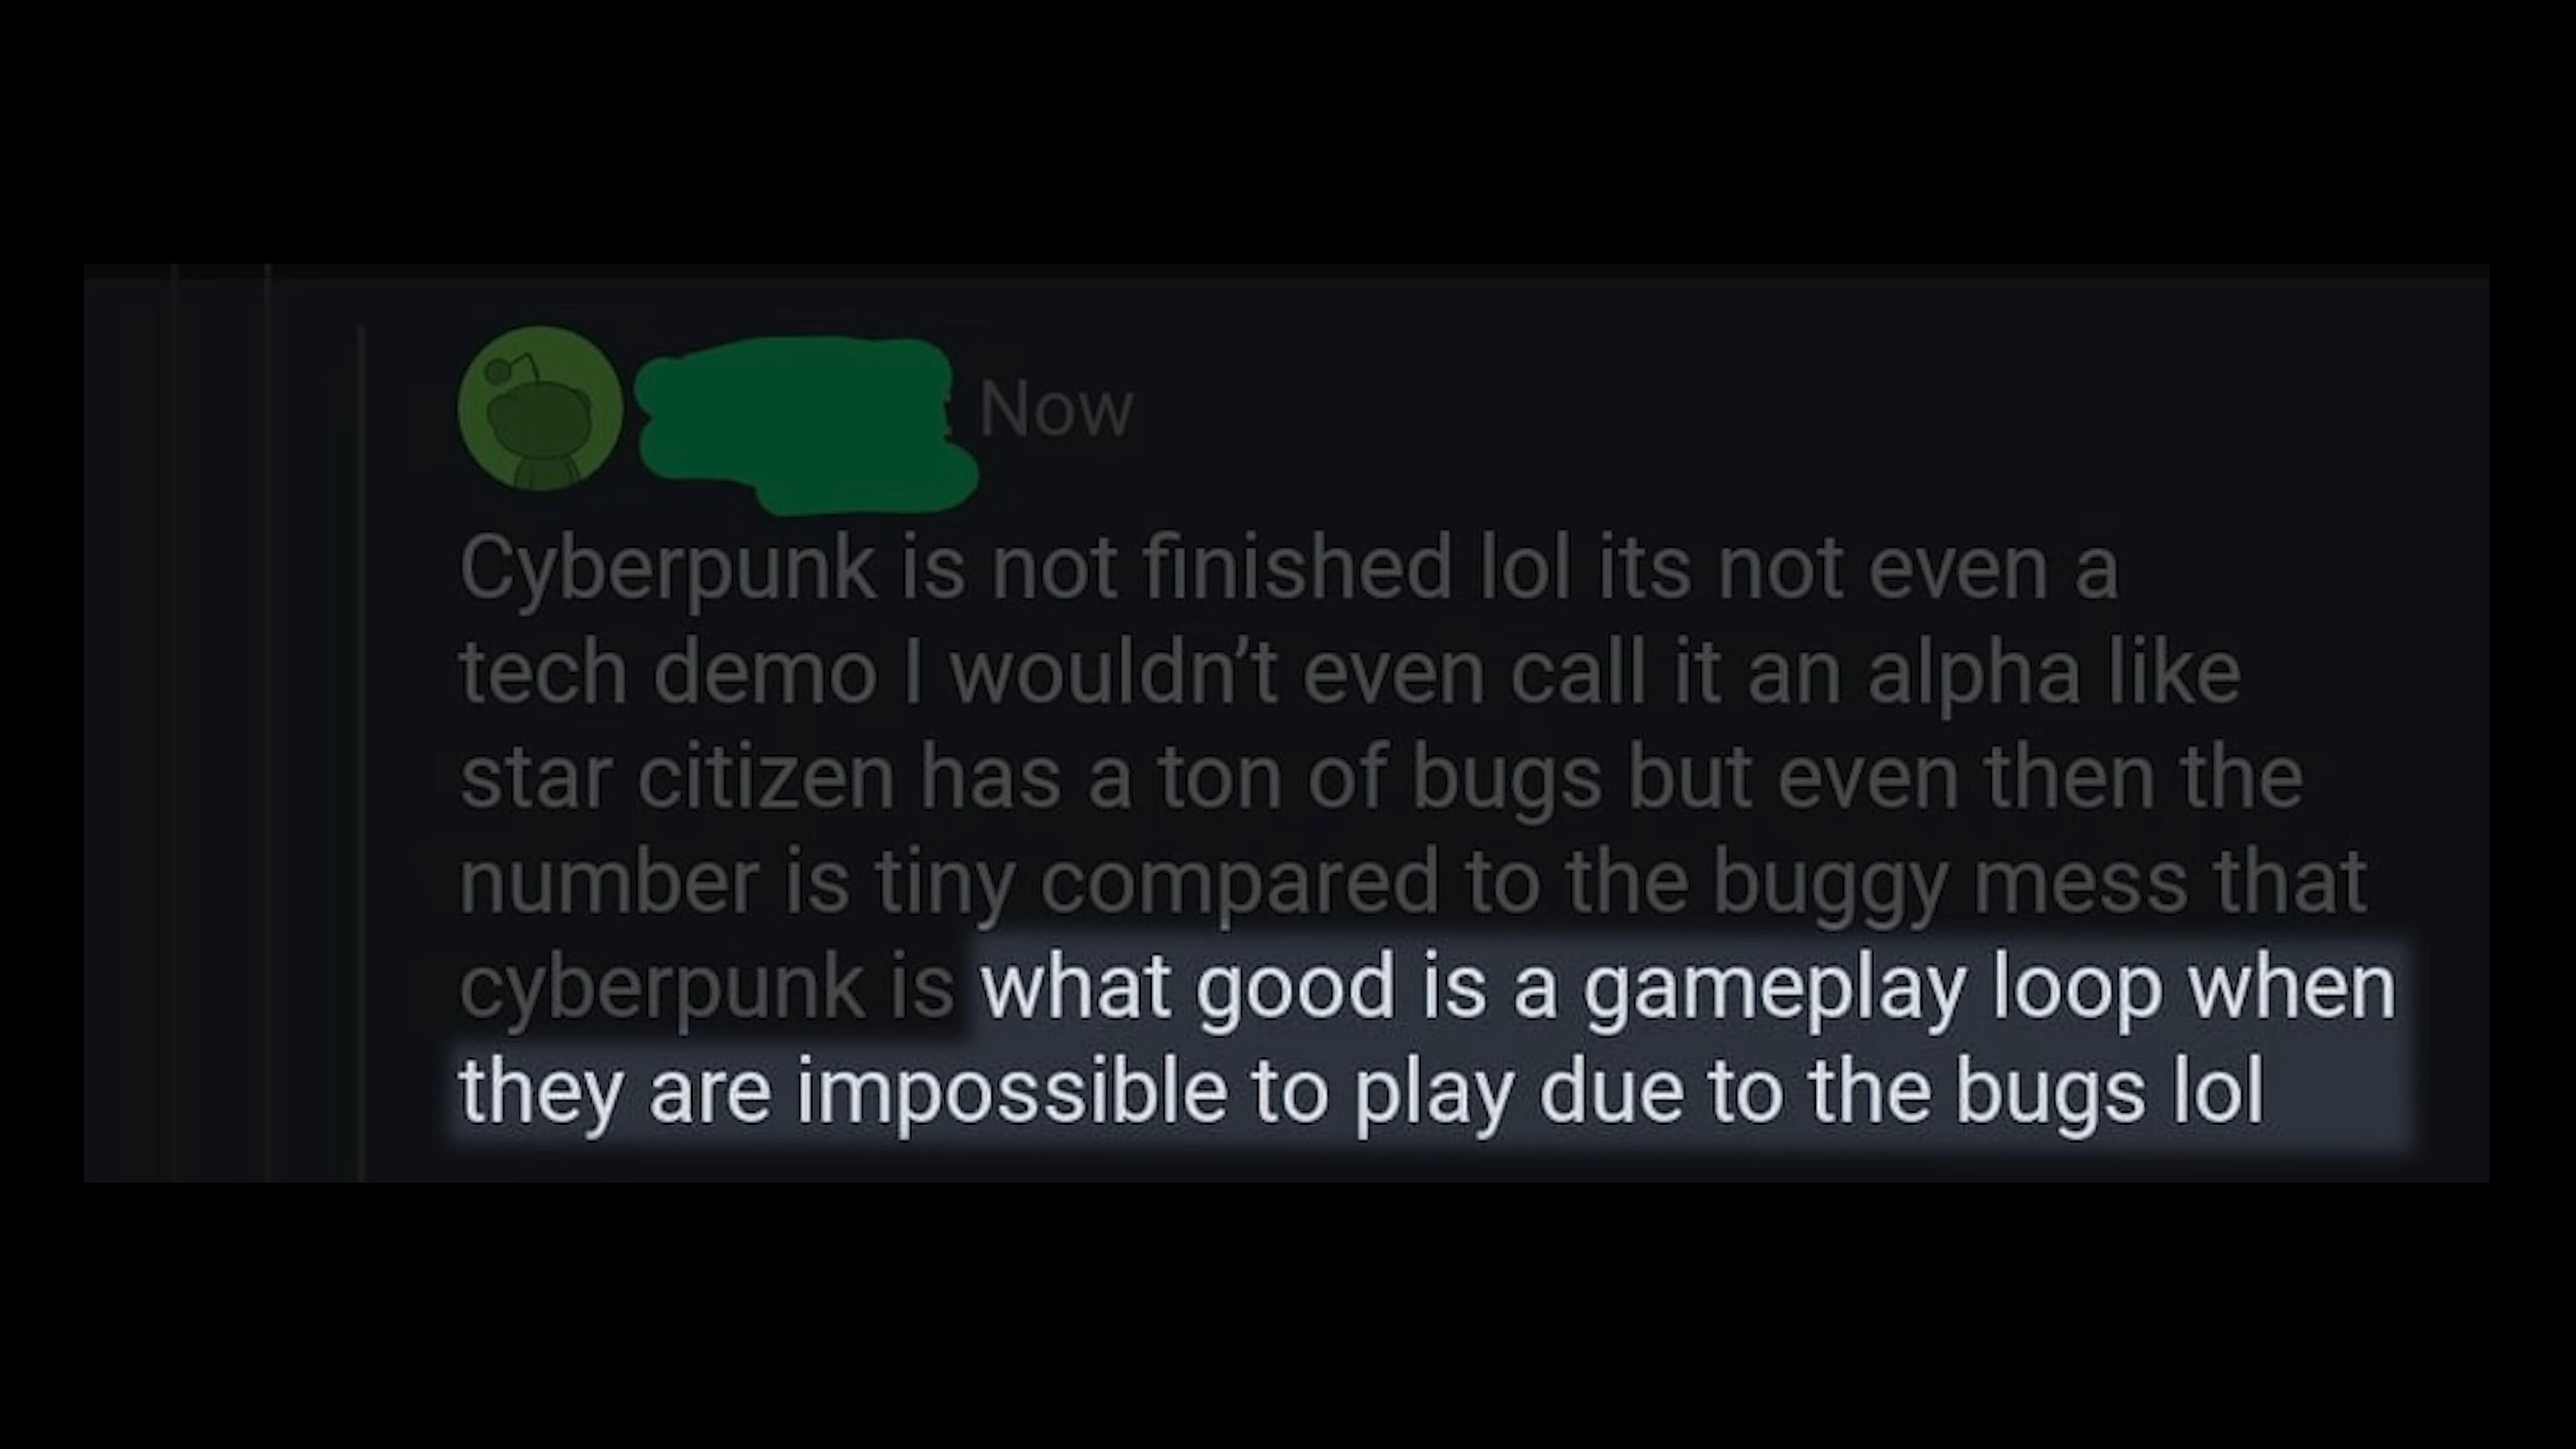 Now
Cyberpunk is not finished lol its not even a
tech demo I wouldn’t even call it an alpha like
star citizen has a ton of bugs but even then the
number is tiny compared to the buggy mess that
cyberpunk is what good is a gameplay loop when
they are impossible to play due to the bugs lol